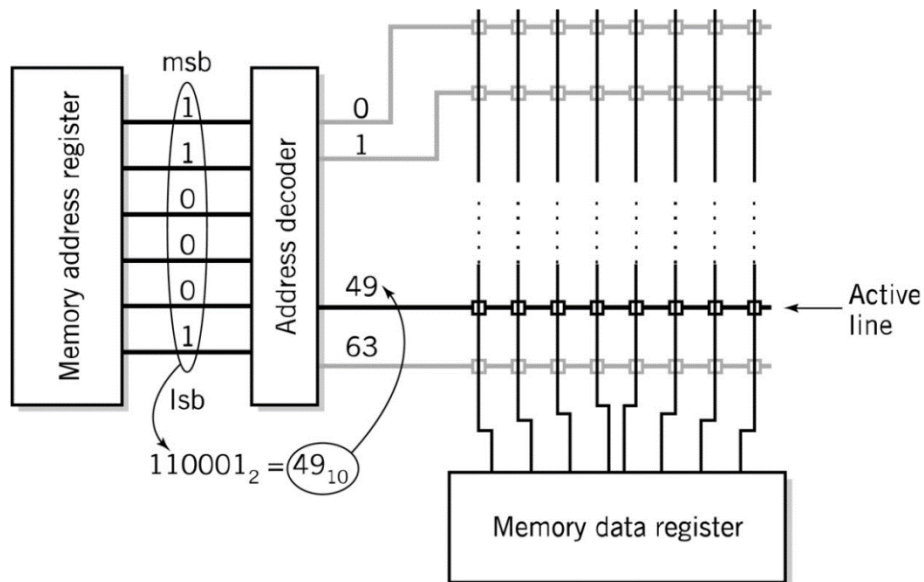 msb
Memory address register
1
1
0
0
0
1
lsb
Address decoder
0
1
49
63
Active
line
110001₂ = 49₁₀
Memory data register